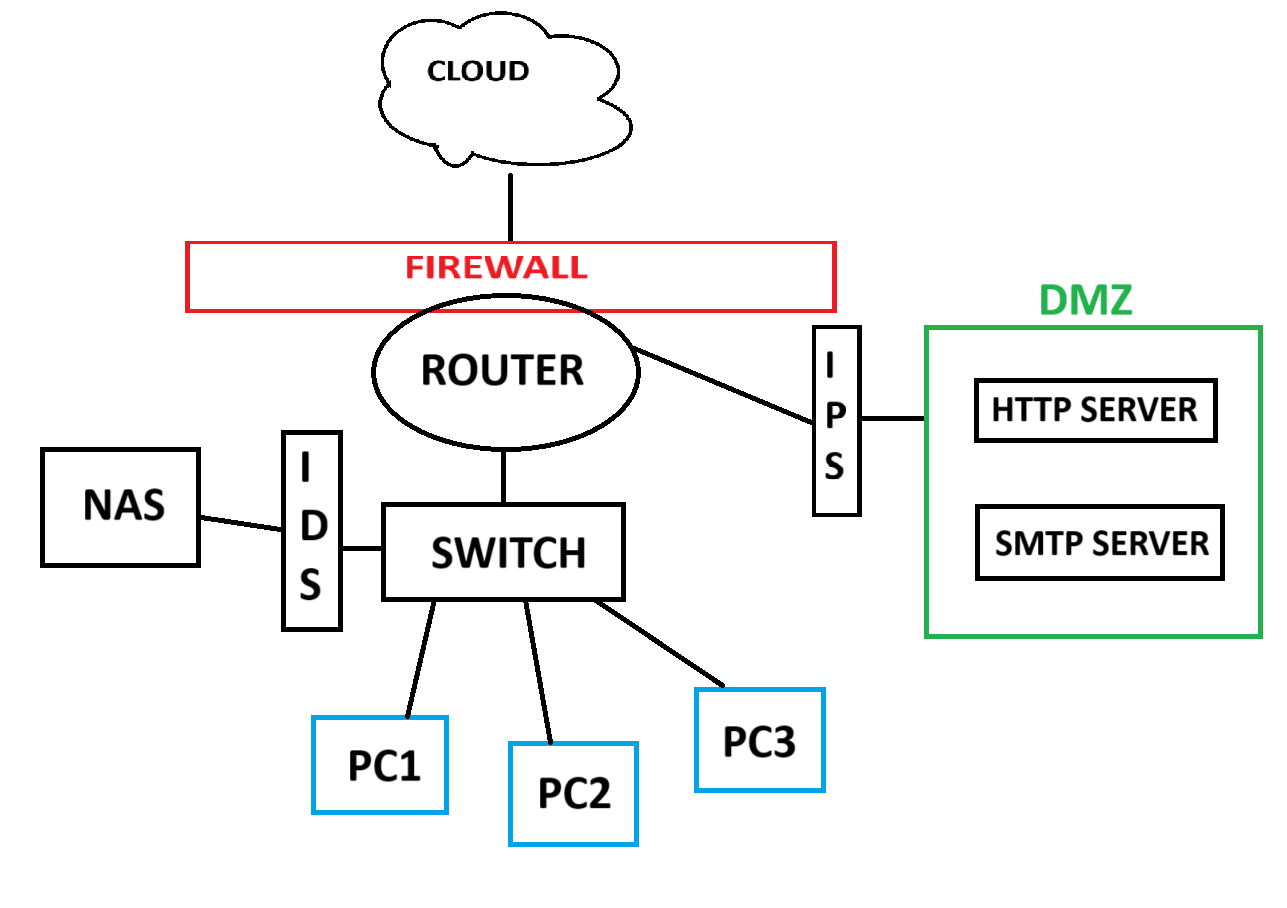 CLOUD
FIREWALL
DMZ
ROUTER
IPS
HTTP SERVER
NAS
IDS
SWITCH
SMTP SERVER
PC1
PC2
PC3